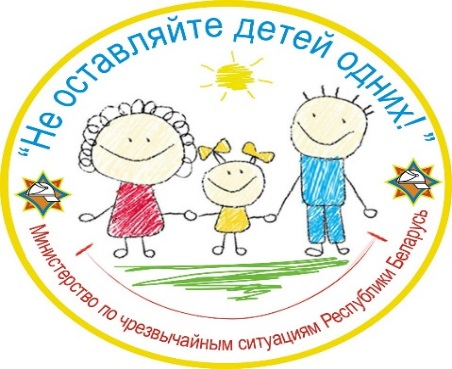 “Не оставляйте детей одних!”
Министерство по чрезвычайным ситуациям Республики Беларусь